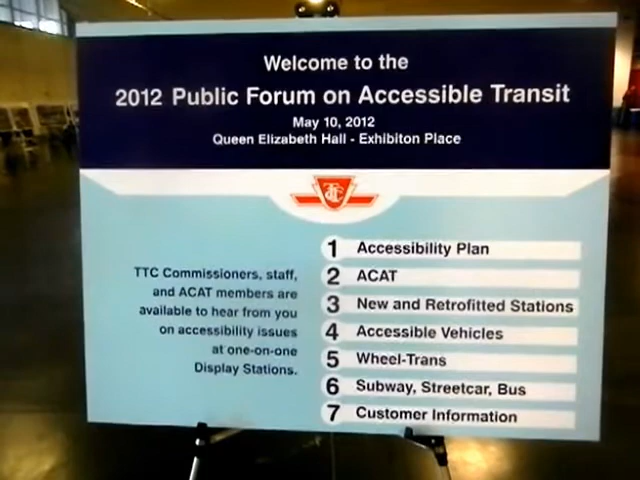 Welcome to the
2012 Public Forum on Accessible Transit
May 10, 2012
Queen Elizabeth Hall - Exhibiton Place
TTC
TTC Commissioners, staff,
and ACAT members are
available to hear from you
on accessibility issues
at one-on-one
Display Stations.
1 Accessibility Plan
2 ACAT
3 New and Retrofitted Stations
4 Accessible Vehicles
5 Wheel-Trans
6 Subway, Streetcar, Bus
7 Customer Information